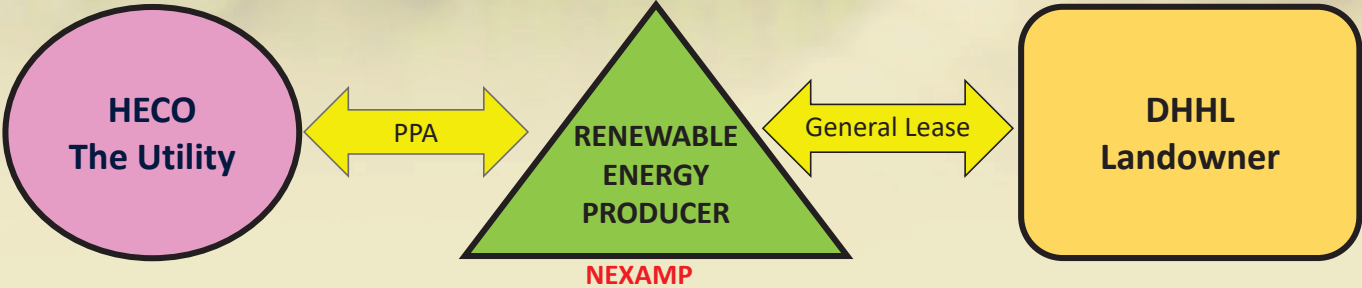 HECO
The Utility
PPA
RENEWABLE
ENERGY
PRODUCER
NEXAMP
General Lease
DHHL
Landowner